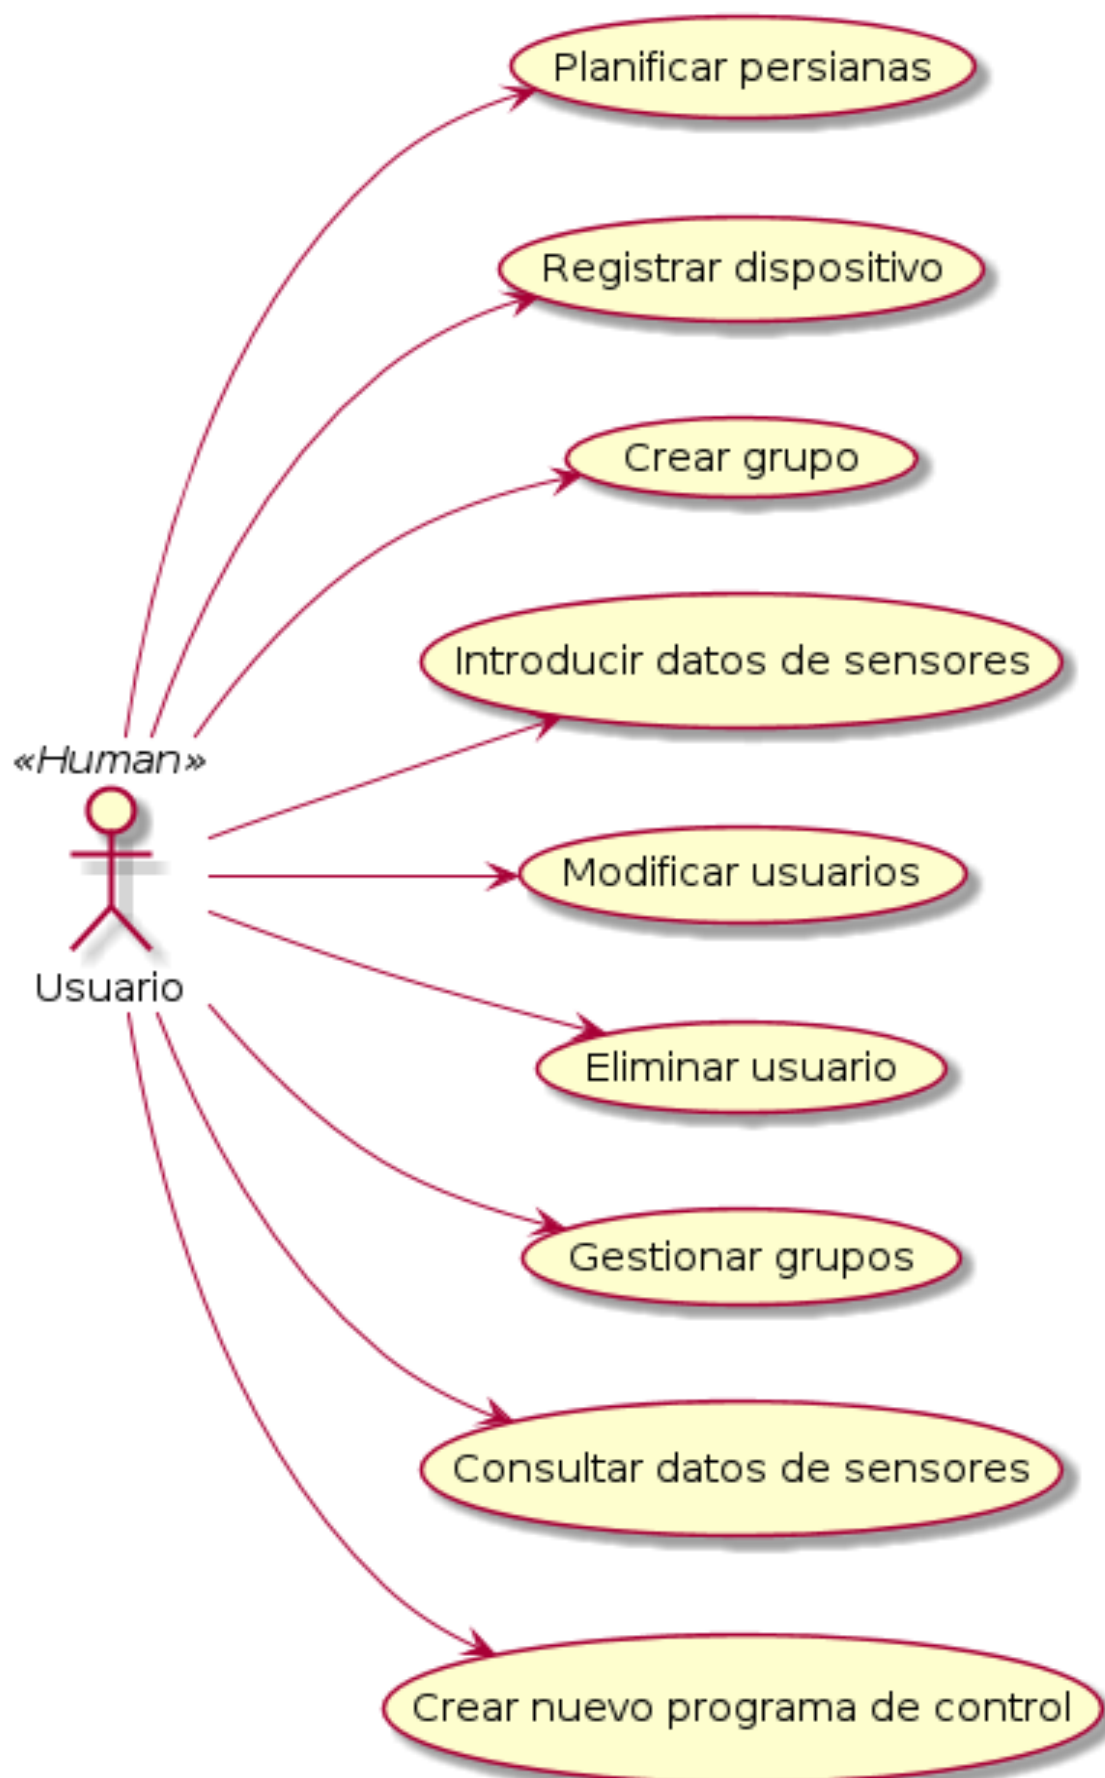 Planificar persianas
Registrar dispositivo
Crear grupo
Introducir datos de sensores
«Human»
Modificar usuarios
Usuario
Eliminar usuario
Gestionar grupos
Consultar datos de sensores
Crear nuevo programa de control